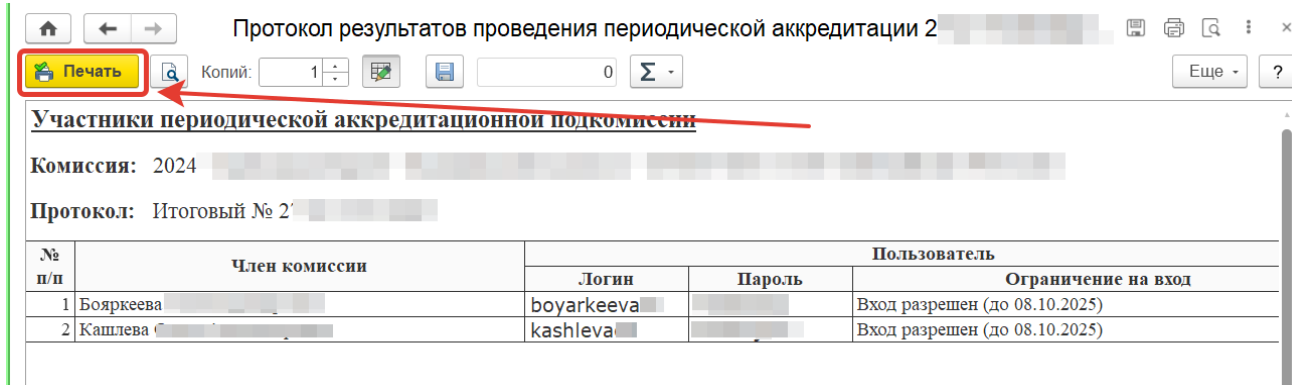 Протокол результатов проведения периодической аккредитации 2
Печать
Копий: 1
0
Σ
Еще
?
Участники периодической аккредитационной подкомиссии
Комиссия: 2024
Протокол: Итоговый № 2
№ п/п
Член комиссии
Пользователь
Логин Пароль Ограничение на вход
1 Бояркеева boyarkeeva Вход разрешен (до 08.10.2025)
2 Кашлева kashleva Вход разрешен (до 08.10.2025)